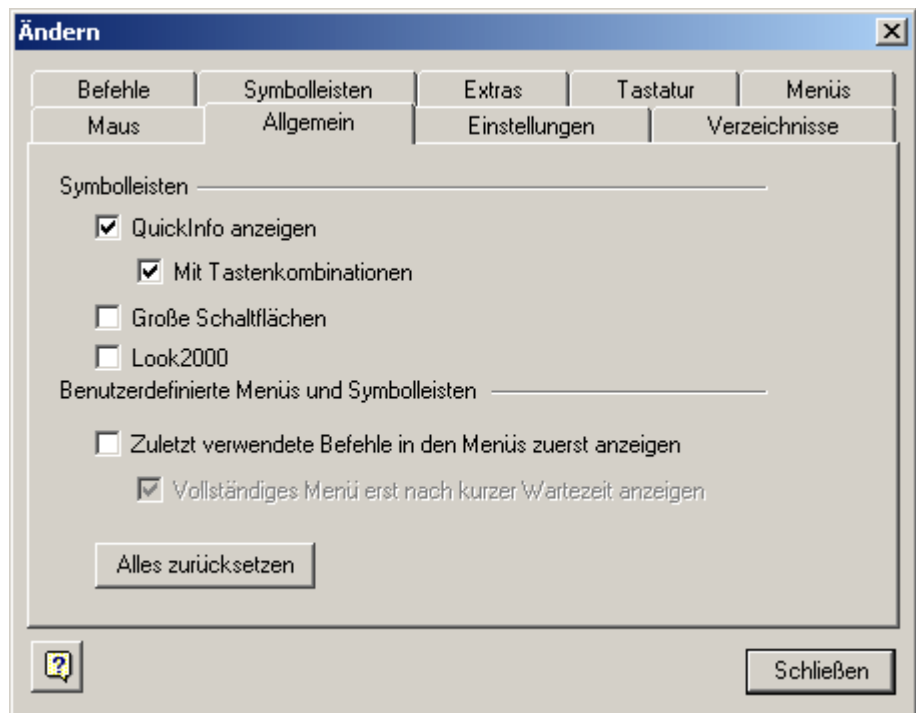 Ändern
Befehle Symbolleisten Extras Tastatur Menüs
Maus Allgemein Einstellungen Verzeichnisse
Symbolleisten
QuickInfo anzeigen
Mit Tastenkombinationen
Große Schaltflächen
Look2000
Benutzerdefinierte Menüs und Symbolleisten
Zuletzt verwendete Befehle in den Menüs zuerst anzeigen
Vollständiges Menü erst nach kurzer Wartezeit anzeigen
Alles zurücksetzen
?
Schließen